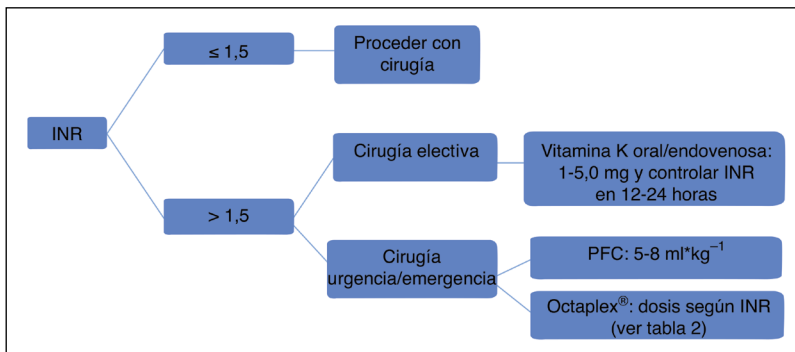 INR
≤ 1,5
Proceder con
cirugía
> 1,5
Cirugía electiva
Vitamina K oral/endovenosa:
1-5,0 mg y controlar INR
en 12-24 horas
Cirugía
urgencia/emergencia
PFC: 5-8 ml*kg⁻¹
Octaplex®: dosis según INR
(ver tabla 2)